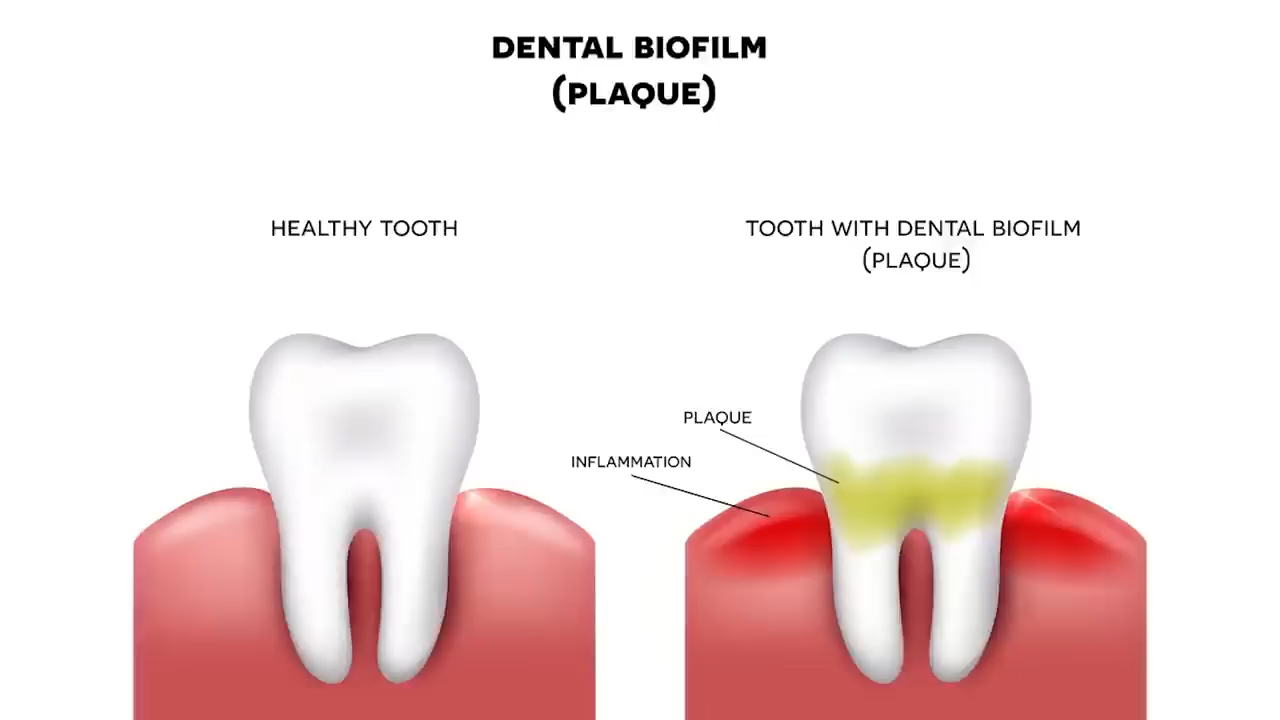 DENTAL BIOFILM
(PLAQUE)
HEALTHY TOOTH
TOOTH WITH DENTAL BIOFILM
(PLAQUE)
PLAQUE
INFLAMMATION